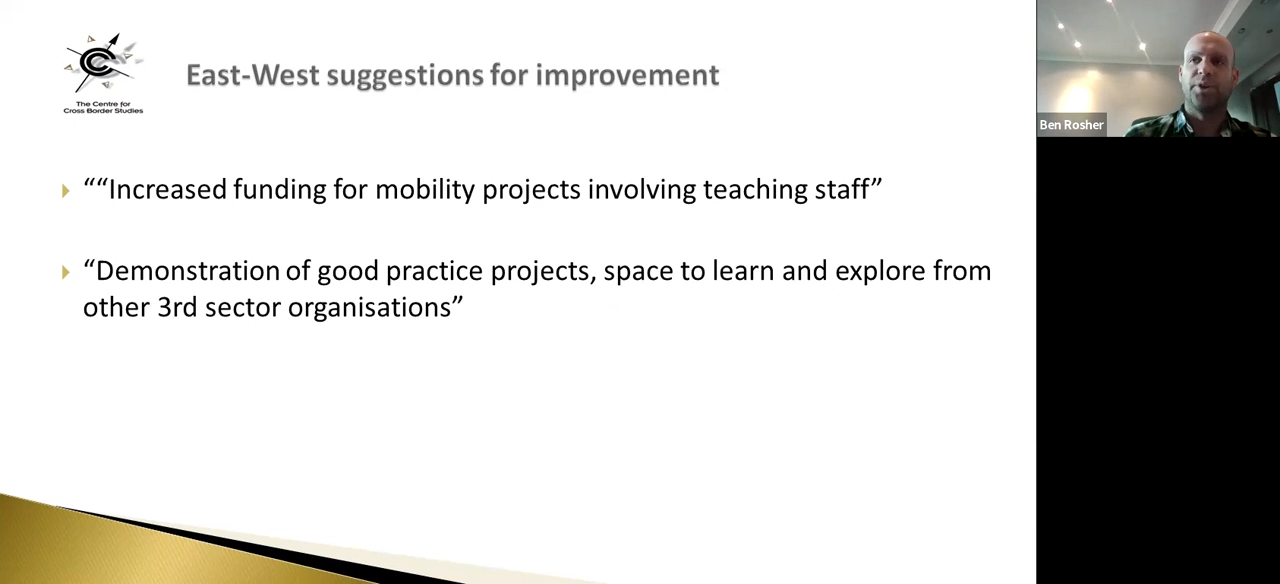 The Centre for
Cross Border Studies
East-West suggestions for improvement
Ben Rosher
““Increased funding for mobility projects involving teaching staff”
“Demonstration of good practice projects, space to learn and explore from
other 3rd sector organisations”